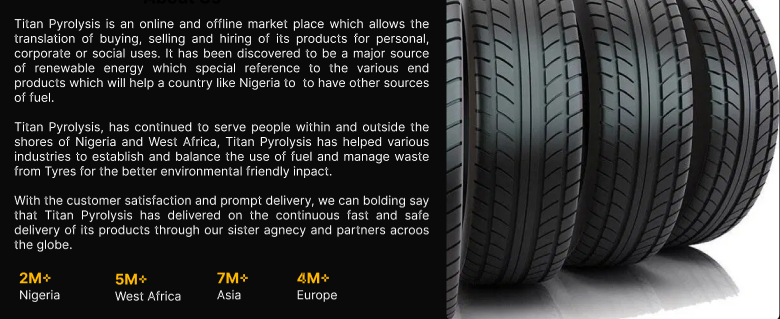 About Us
Titan Pyrolysis is an online and offline market place which allows the
translation of buying, selling and hiring of its products for personal,
corporate or social uses. It has been discovered to be a major source
of renewable energy which special reference to the various end
products which will help a country like Nigeria to to have other sources
of fuel.
Titan Pyrolysis, has continued to serve people within and outside the
shores of Nigeria and West Africa, Titan Pyrolysis has helped various
industries to establish and balance the use of fuel and manage waste
from Tyres for the better environmental friendly inpact.
With the customer satisfaction and prompt delivery, we can bolding say
that Titan Pyrolysis has delivered on the continuous fast and safe
delivery of its products through our sister agnecy and partners acroos
the globe.
2M+ 5M+ 7M+ 4M+
Nigeria West Africa Asia Europe